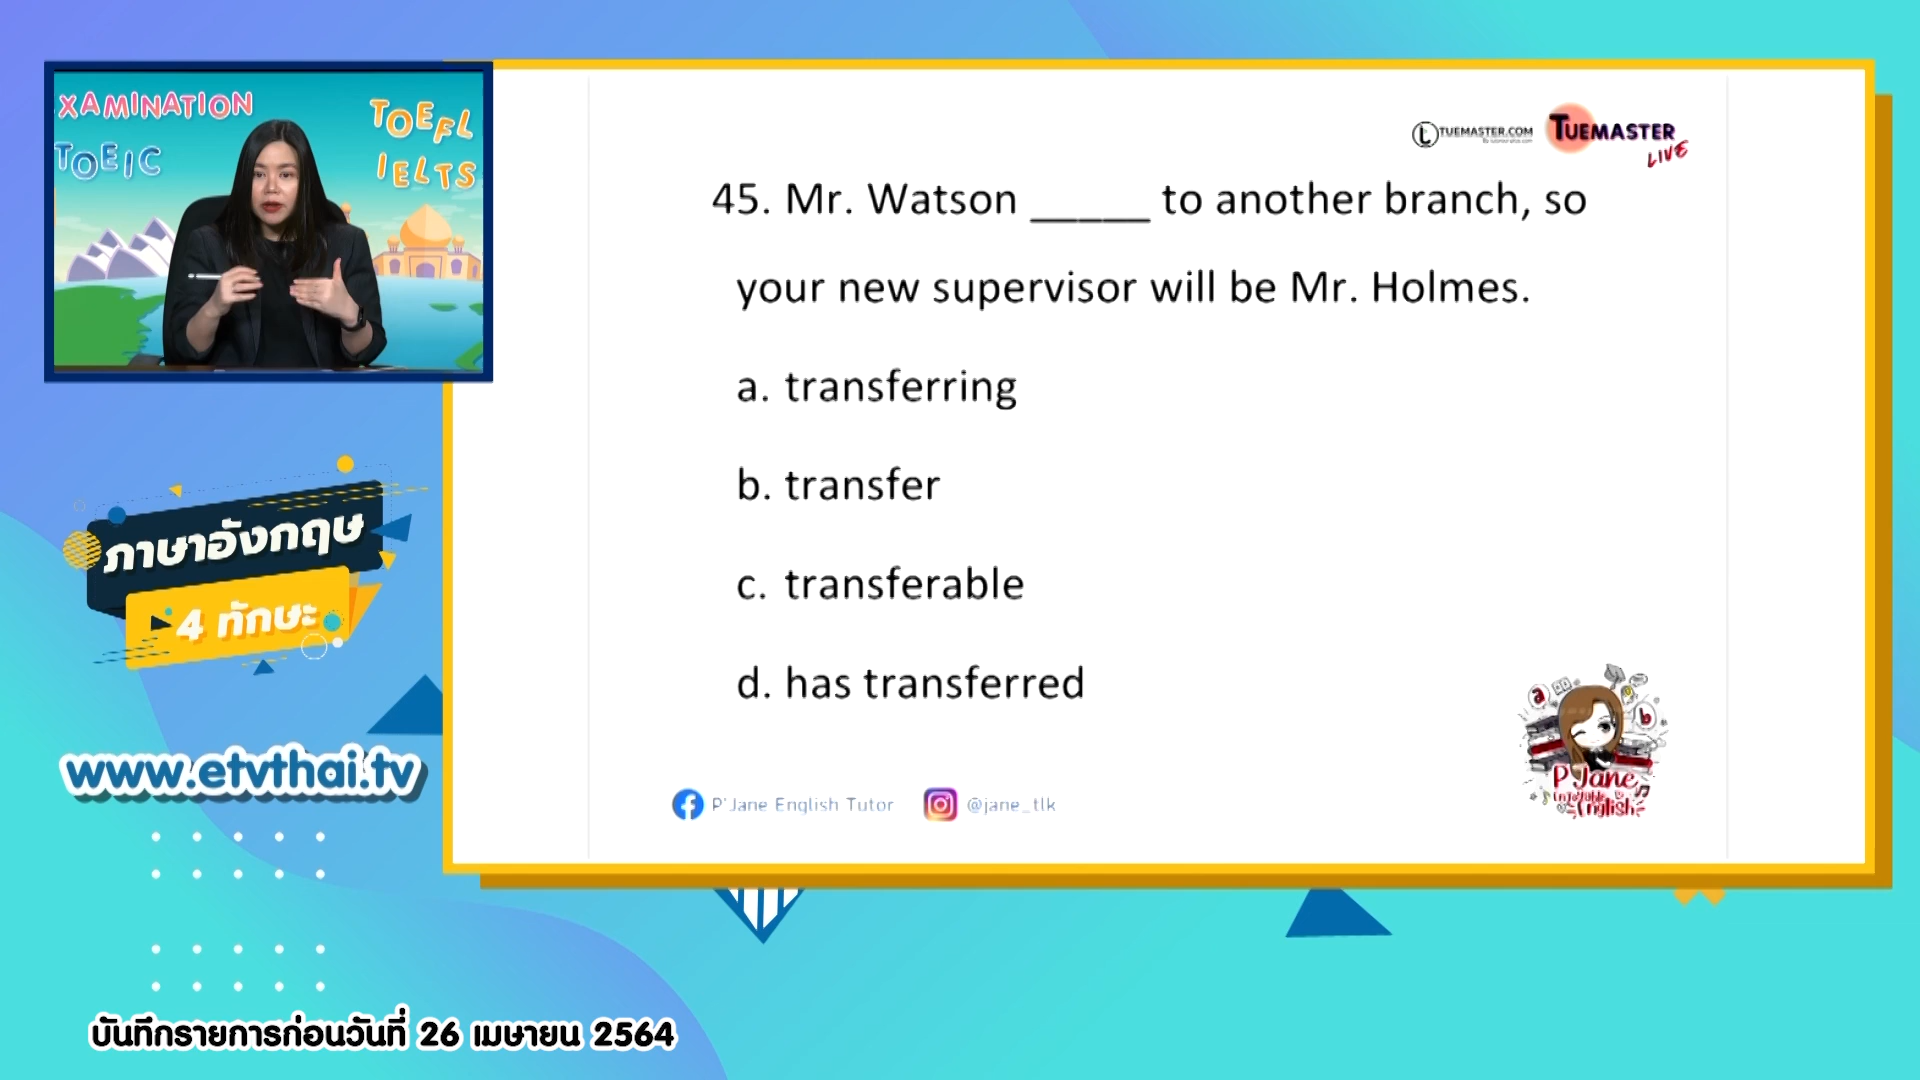 XAMINATION
TOEIC
TOEFL
IELTS
TUEMASTER.COM
TUEMASTER
LIVE
45. Mr. Watson _____ to another branch, so
your new supervisor will be Mr. Holmes.
a. transferring
b. transfer
c. transferable
d. has transferred
ภาษาอังกฤษ
4 ทักษะ
www.etvthai.tv
a
b
P'Jane
Enjoyable
English
P'Jane English Tutor
@jane_tlk
บันทึกรายการก่อนวันที่ 26 เมษายน 2564